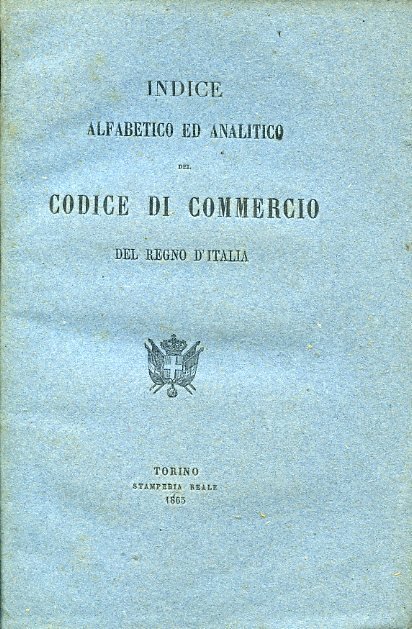 INDICE
ALFABETICO ED ANALITICO
DEL
CODICE DI COMMERCIO
DEL REGNO D'ITALIA
TORINO
STAMPERIA REALE
1865